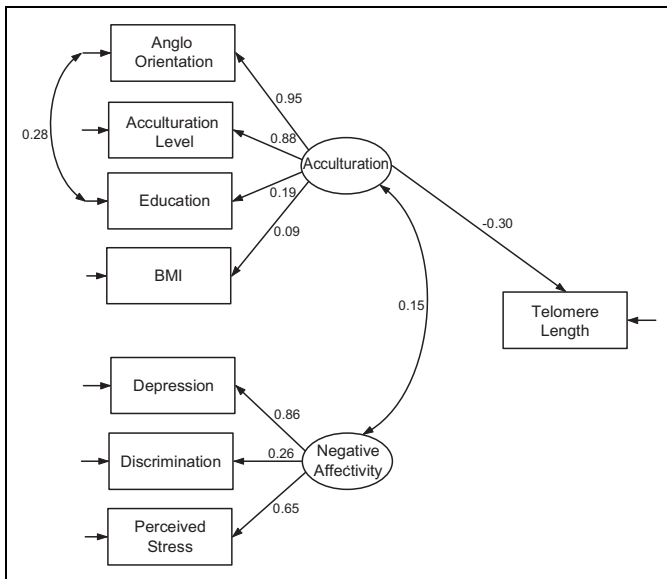 Anglo
Orientation
0.95
0.28
Acculturation
Level
0.88
Acculturation
Education
0.19
0.09
BMI
-0.30
Telomere
Length
0.15
Depression
0.86
Discrimination
0.26
Negative
Affectivity
0.65
Perceived
Stress